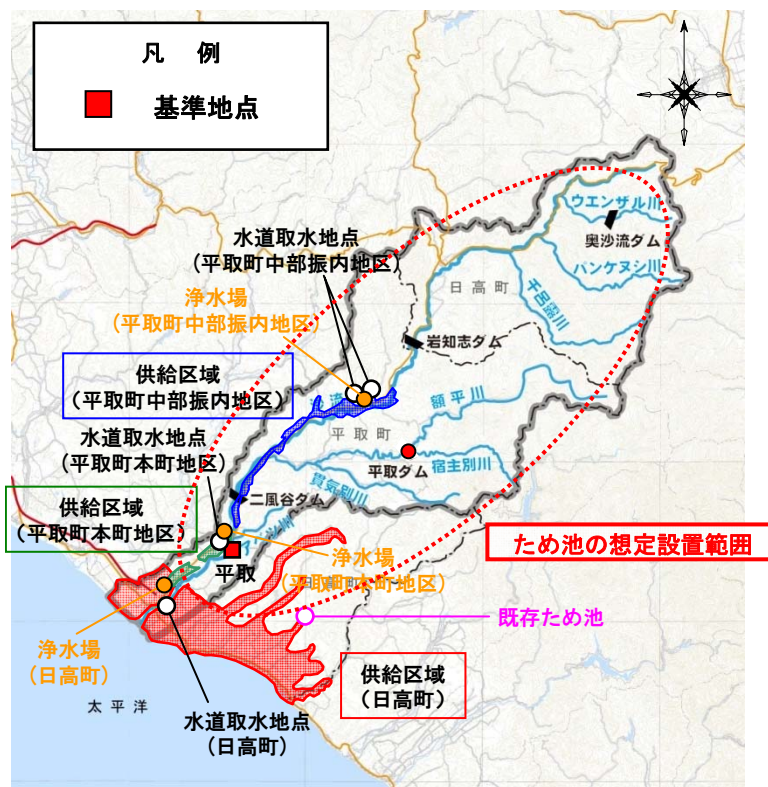 凡　例
基準地点
ウエンザル川
奥沙流ダム
パンケヌシ川
水道取水地点
（平取町中部振内地区）
日高町
千呂露川
浄水場
（平取町中部振内地区）
岩知志ダム
供給区域
（平取町中部振内地区）
額平川
平取町
水道取水地点
（平取町本町地区）
平取ダム
宿主別川
貫気別川
二風谷ダム
供給区域
（平取町本町地区）
ため池の想定設置範囲
浄水場
（平取町本町地区）
平取
既存ため池
浄水場
（日高町）
供給区域
（日高町）
太平洋
水道取水地点
（日高町）